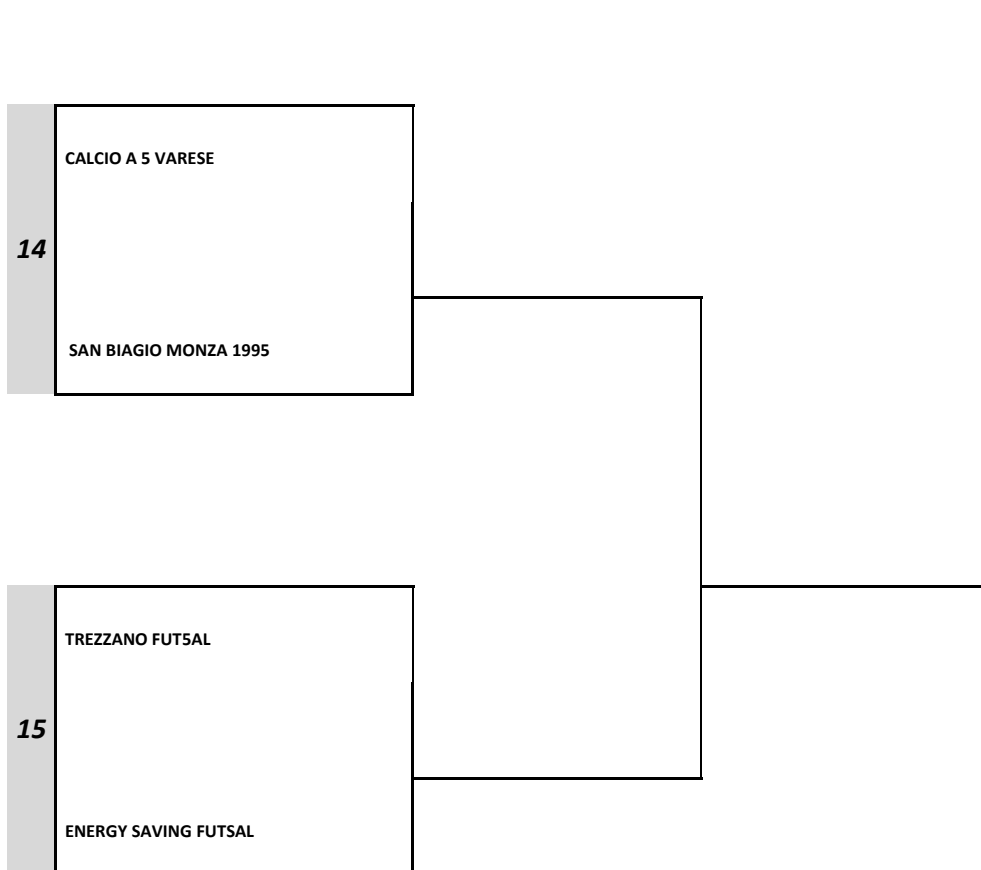 CALCIO A 5 VARESE
14
SAN BIAGIO MONZA 1995
TREZZANO FUT5AL
15
ENERGY SAVING FUTSAL